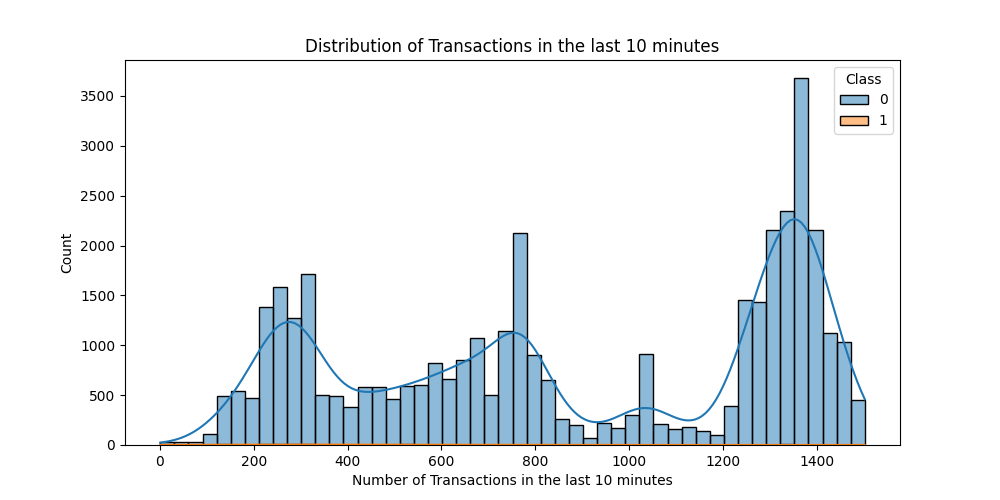 Distribution of Transactions in the last 10 minutes
Class
0
1
3500
3000
2500
2000
1500
1000
500
0
Count
0 200 400 600 800 1000 1200 1400
Number of Transactions in the last 10 minutes